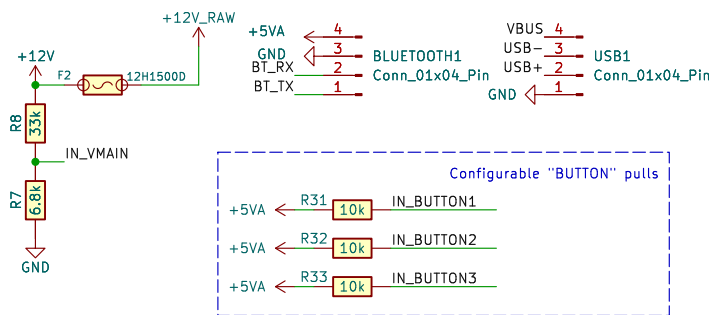 +12V_RAW
+12V
F2
12H1500D
R8
33k
IN_VMAIN
R7
6.8k
GND
+5VA
4
GND
3
BLUETOOTH1
BT_RX
2
Conn_01x04_Pin
BT_TX
1
VBUS
4
USB-
3
USB1
USB+
2
Conn_01x04_Pin
GND
1
Configurable "BUTTON" pulls
+5VA
R31
10k
IN_BUTTON1
+5VA
R32
10k
IN_BUTTON2
+5VA
R33
10k
IN_BUTTON3